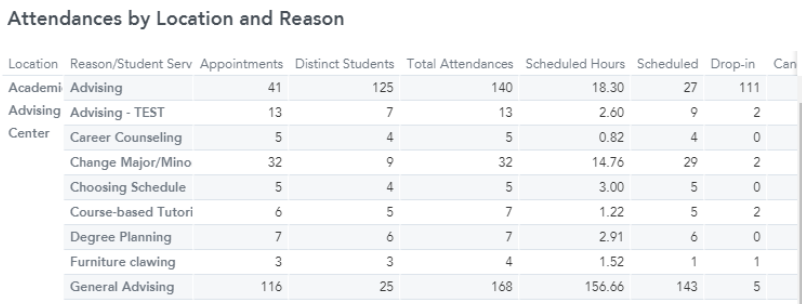 Attendances by Location and Reason
Location Reason/Student Serv Appointments Distinct Students Total Attendances Scheduled Hours Scheduled Drop-in Can
Academi Advising 41 125 140 18.30 27 111
Advising Advising - TEST 13 7 13 2.60 9 2
Center Career Counseling 5 4 5 0.82 4 0
Change Major/Mino 32 9 32 14.76 29 2
Choosing Schedule 5 4 5 3.00 5 0
Course-based Tutori 6 5 7 1.22 5 2
Degree Planning 7 6 7 2.91 6 0
Furniture clawing 3 3 4 1.52 1 1
General Advising 116 25 168 156.66 143 5